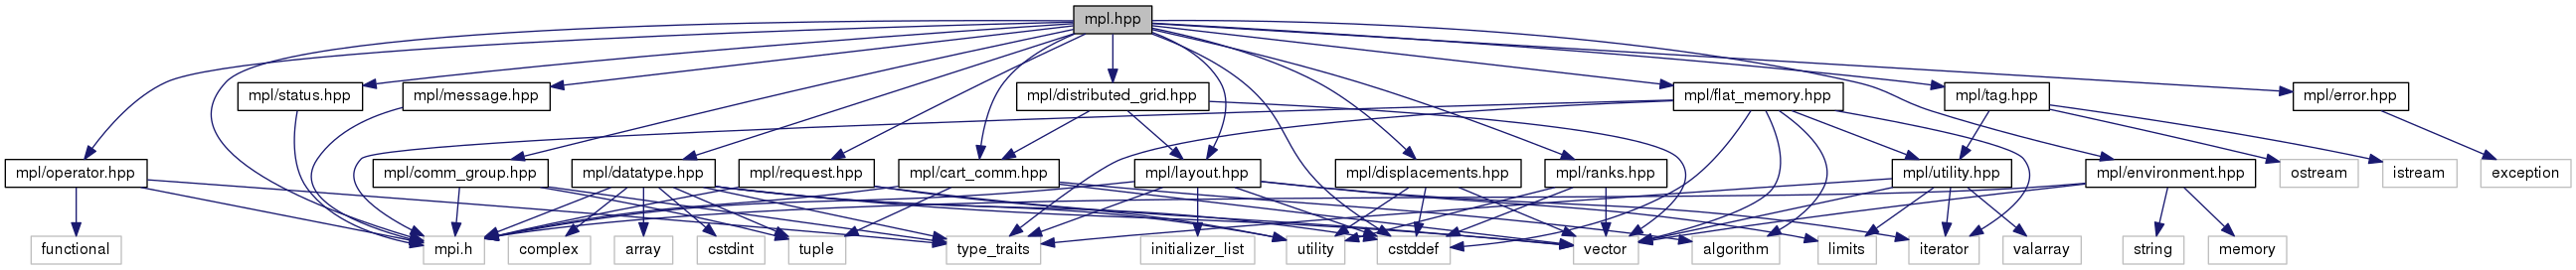 mpl.hpp
mpl/status.hpp
mpl/message.hpp
mpl/distributed_grid.hpp
mpl/flat_memory.hpp
mpl/tag.hpp
mpl/error.hpp
mpl/operator.hpp
mpl/comm_group.hpp
mpl/datatype.hpp
mpl/request.hpp
mpl/cart_comm.hpp
mpl/layout.hpp
mpl/displacements.hpp
mpl/ranks.hpp
mpl/utility.hpp
mpl/environment.hpp
ostream
istream
exception
functional
mpi.h
complex
array
cstdint
tuple
type_traits
initializer_list
utility
cstddef
vector
algorithm
limits
iterator
valarray
string
memory